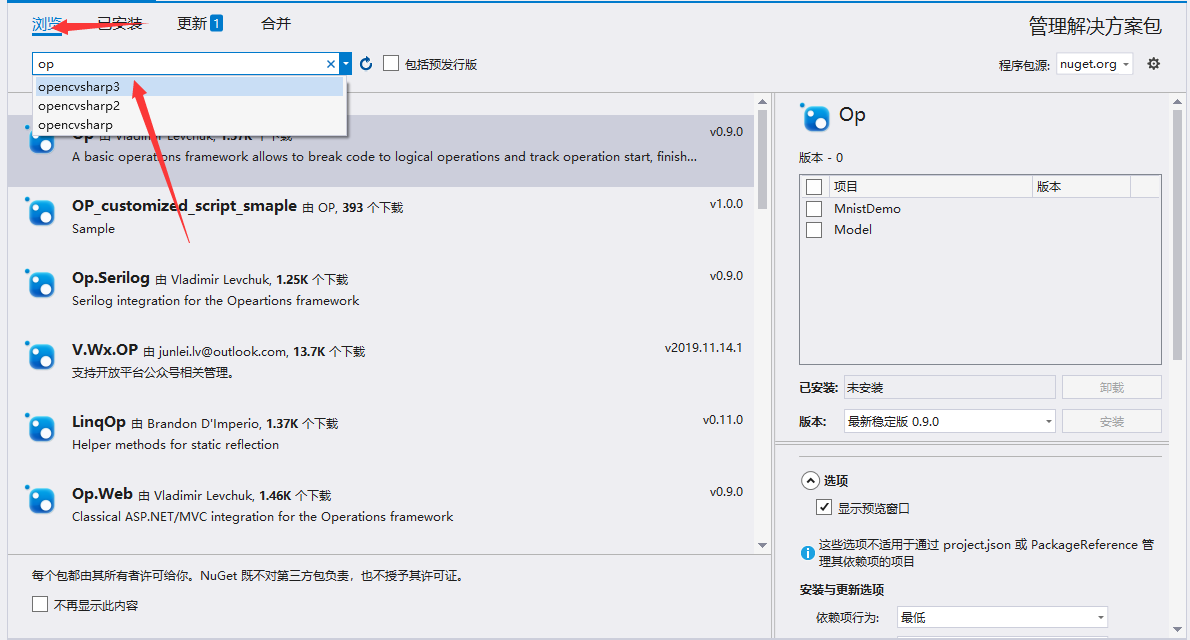 浏览 已安装 更新 1 合并
管理解决方案包
op
包括预发行版
程序包源: nuget.org
opencvsharp3
opencvsharp2
opencvsharp
Op 由 Vladimir Levchuk, 1.57K 个下载
v0.9.0
A basic operations framework allows to break code to logical operations and track operation start, finish...
OP_customized_script_smaple 由 OP, 393 个下载
v1.0.0
Sample
Op.Serilog 由 Vladimir Levchuk, 1.25K 个下载
v0.9.0
Serilog integration for the Opeartions framework
V.Wx.OP 由 junlei.lv@outlook.com, 13.7K 个下载
v2019.11.14.1
支持开放平台公众号相关管理。
LinqOp 由 Brandon D'Imperio, 1.37K 个下载
v0.11.0
Helper methods for static reflection
Op.Web 由 Vladimir Levchuk, 1.46K 个下载
v0.9.0
Classical ASP.NET/MVC integration for the Operations framework
每个包都由其所有者许可给你。NuGet 既不对第三方包负责，也不授予其许可证。
不再显示此内容
Op
版本 - 0
项目 版本
MnistDemo
Model
已安装: 未安装 卸载
版本: 最新稳定版 0.9.0 安装
选项
显示预览窗口
这些选项不适用于通过 project.json 或 PackageReference 管
理其依赖项的项目
安装与更新选项
依赖项行为: 最低